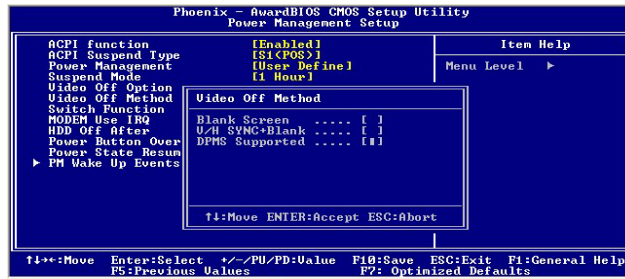 Phoenix - AwardBIOS CMOS Setup Utility
Power Management Setup
ACPI function [Enabled] Item Help
ACPI Suspend Type [S1(POS)]
Power Management [User Define] Menu Level ▶
Suspend Mode [1 Hour]
Video Off Option
Video Off Method
Switch Function
MODEM Use IRQ
HDD Off After
Power Button Over
Power State Resum
▶ PM Wake Up Events
Video Off Method
Blank Screen ..... [ ]
V/H SYNC+Blank ..... [ ]
DPMS Supported ..... [■]
↑↓:Move ENTER:Accept ESC:Abort
↑↓→←:Move Enter:Select +/-/PU/PD:Value F10:Save ESC:Exit F1:General Help
F5:Previous Values F7: Optimized Defaults